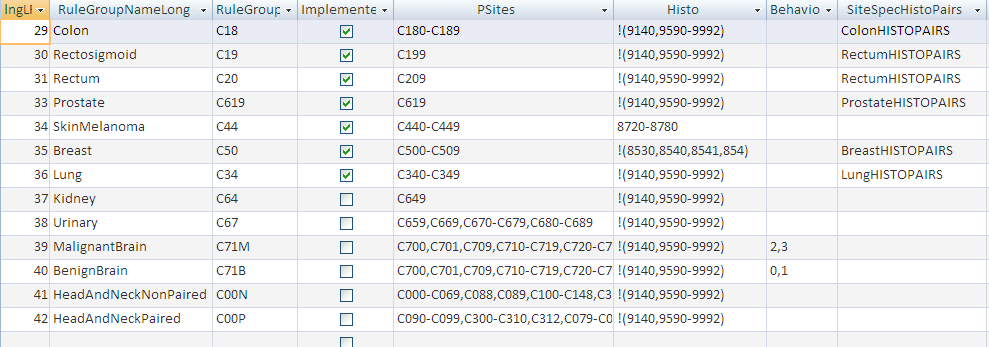 lngLI RuleGroupNameLong RuleGroup Implemente PSites Histo Behavio SiteSpecHistoPairs
29 Colon C18 C180-C189 !(9140,9590-9992) ColonHISTOPAIRS
30 Rectosigmoid C19 C199 !(9140,9590-9992) RectumHISTOPAIRS
31 Rectum C20 C209 !(9140,9590-9992) RectumHISTOPAIRS
33 Prostate C619 C619 !(9140,9590-9992) ProstateHISTOPAIRS
34 SkinMelanoma C44 C440-C449 8720-8780
35 Breast C50 C500-C509 !(8530,8540,8541,854) BreastHISTOPAIRS
36 Lung C34 C340-C349 !(9140,9590-9992) LungHISTOPAIRS
37 Kidney C64 C649 !(9140,9590-9992)
38 Urinary C67 C659,C669,C670-C679,C680-C689 !(9140,9590-9992)
39 MalignantBrain C71M C700,C701,C709,C710-C719,C720-C7 !(9140,9590-9992) 2,3
40 BenignBrain C71B C700,C701,C709,C710-C719,C720-C7 !(9140,9590-9992) 0,1
41 HeadAndNeckNonPaired C00N C000-C069,C088,C089,C100-C148,C3 !(9140,9590-9992)
42 HeadAndNeckPaired C00P C090-C099,C300-C310,C312,C079-C0 !(9140,9590-9992)